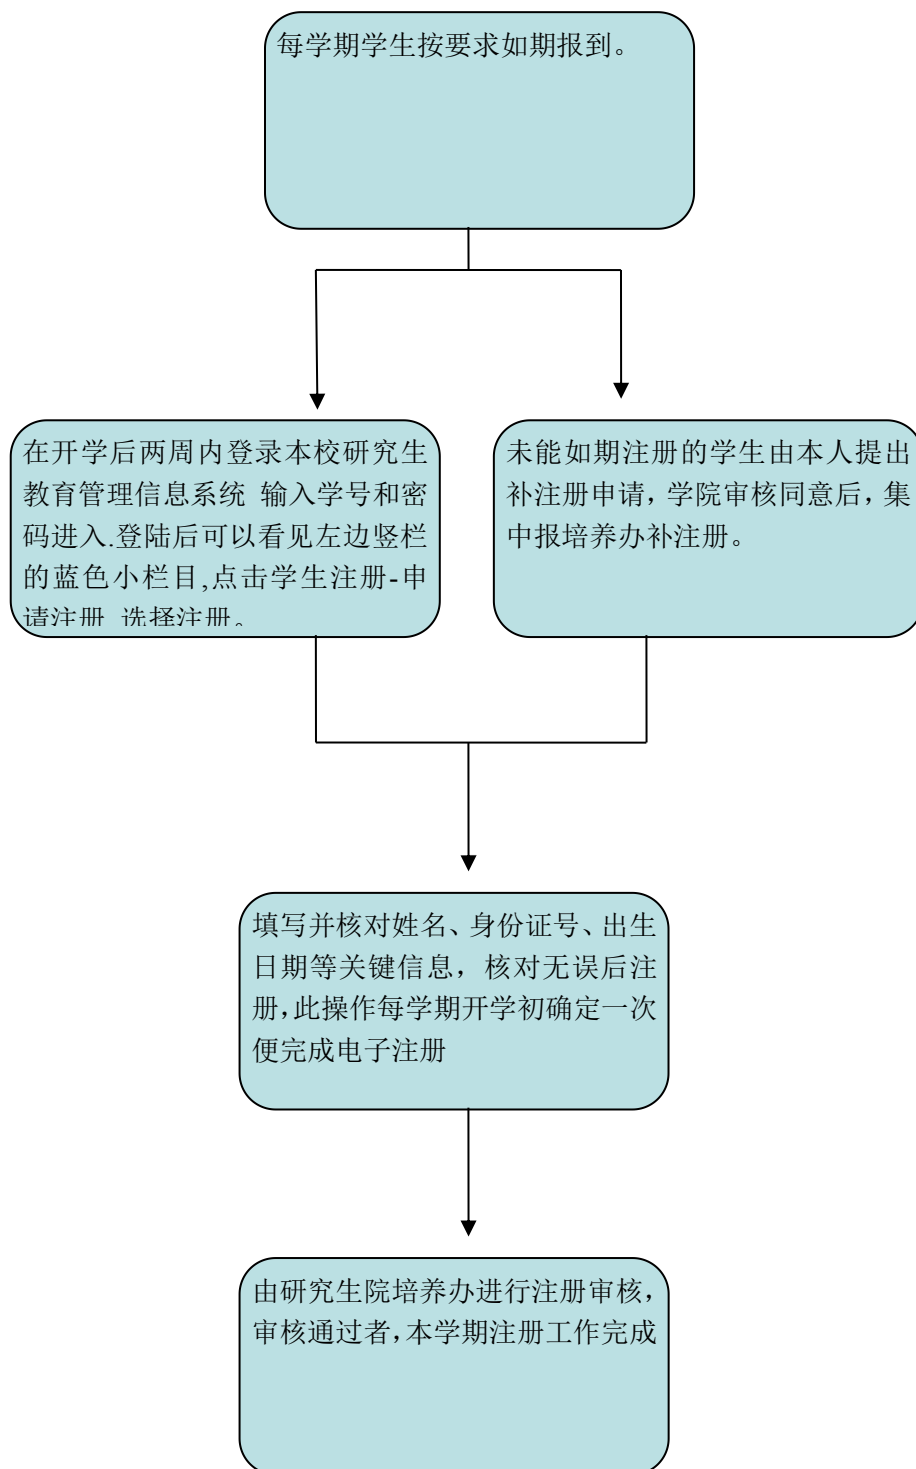 每学期学生按要求如期报到。
在开学后两周内登录本校研究生
教育管理信息系统 输入学号和密
码进入.登陆后可以看见左边竖栏
的蓝色小栏目,点击学生注册-申
请注册 选择注册。
未能如期注册的学生由本人提出
补注册申请，学院审核同意后，集
中报培养办补注册。
填写并核对姓名、身份证号、出生
日期等关键信息，核对无误后注
册，此操作每学期开学初确定一次
便完成电子注册
由研究生院培养办进行注册审核，
审核通过者，本学期注册工作完成